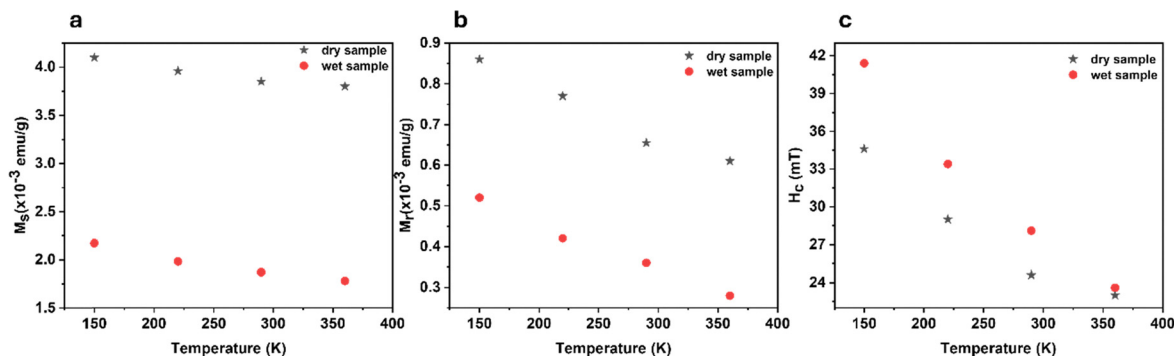 a
dry sample
wet sample
4.0
3.5
3.0
2.5
2.0
1.5
Mₛ(x10⁻³ emu/g)
150 200 250 300 350 400
Temperature (K)
b
dry sample
wet sample
0.9
0.8
0.7
0.6
0.5
0.4
0.3
Mᵣ(x10⁻³ emu/g)
150 200 250 300 350 400
Temperature (K)
c
dry sample
wet sample
42
39
36
33
30
27
24
H_C (mT)
150 200 250 300 350 400
Temperature (K)